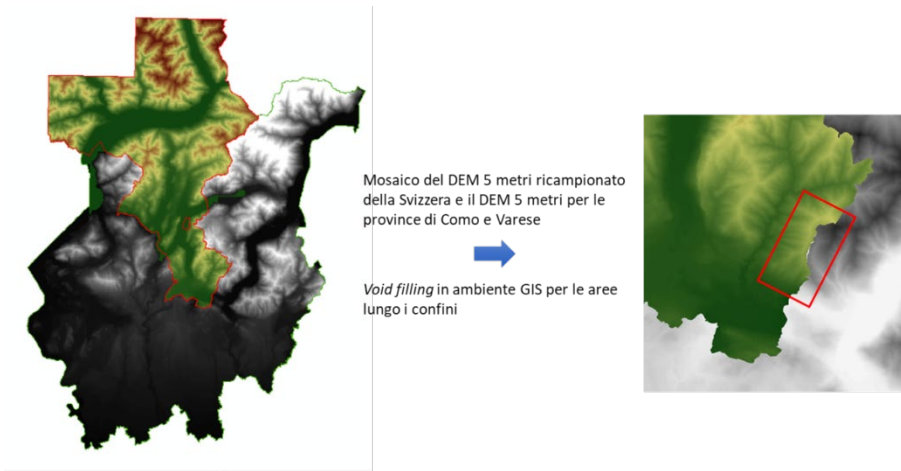 Mosaico del DEM 5 metri ricampionato
della Svizzera e il DEM 5 metri per le
province di Como e Varese
Void filling in ambiente GIS per le aree
lungo i confini